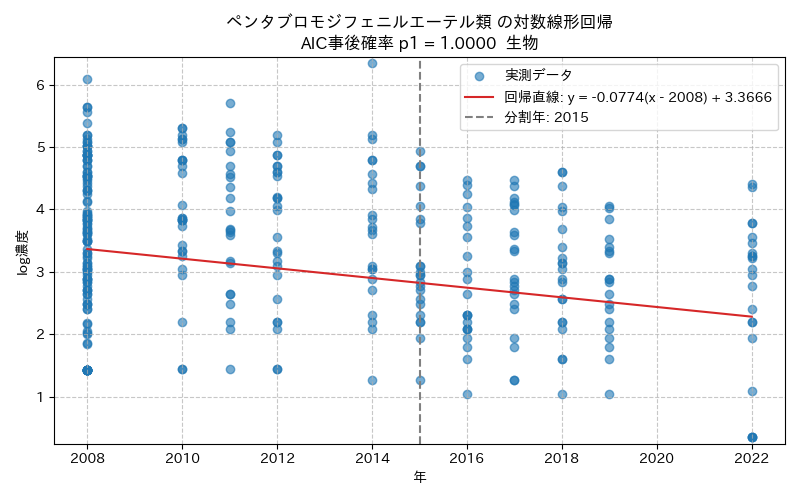 ペンタブロモジフェニルエーテル類 の対数線形回帰
AIC事後確率 p1 = 1.0000  生物
実測データ
回帰直線: y = -0.0774(x - 2008) + 3.3666
分割年: 2015
log濃度
6
5
4
3
2
1
2008 2010 2012 2014 2016 2018 2020 2022
年